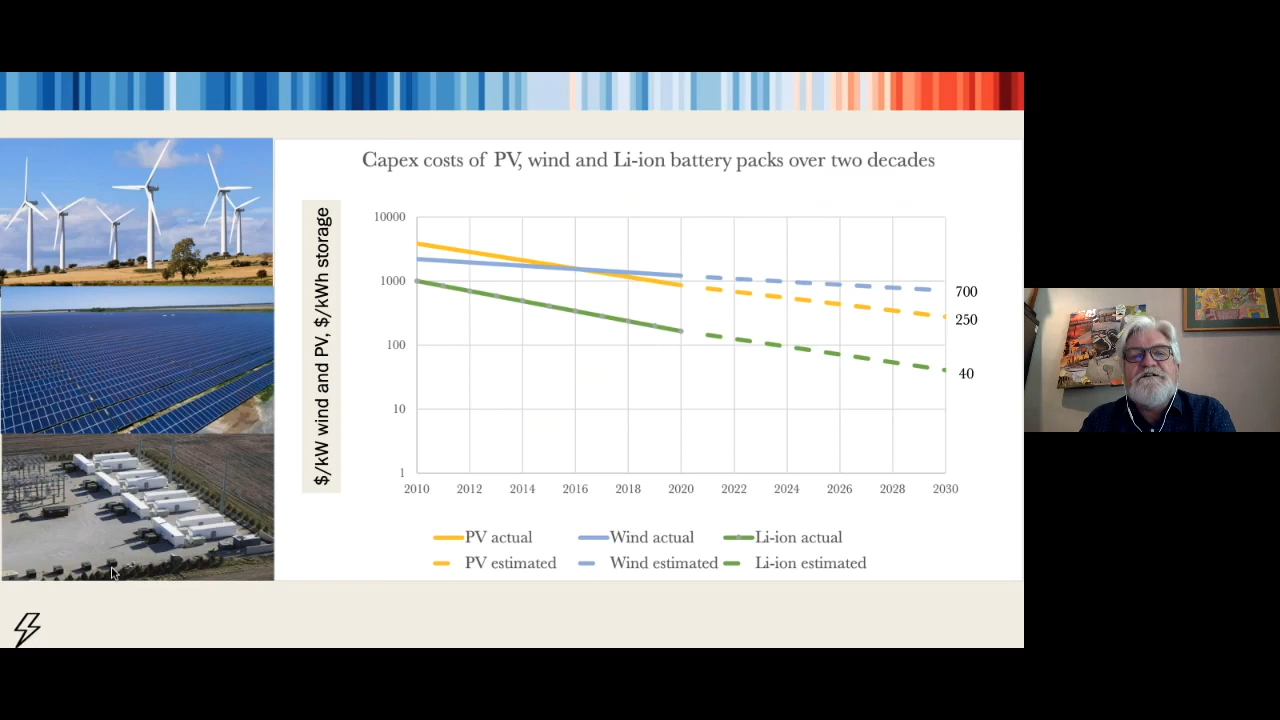 Capex costs of PV, wind and Li-ion battery packs over two decades
$/kW wind and PV, $/kWh storage
10000
1000
100
10
1
700
250
40
2010 2012 2014 2016 2018 2020 2022 2024 2026 2028 2030
PV actual Wind actual Li-ion actual
PV estimated Wind estimated Li-ion estimated